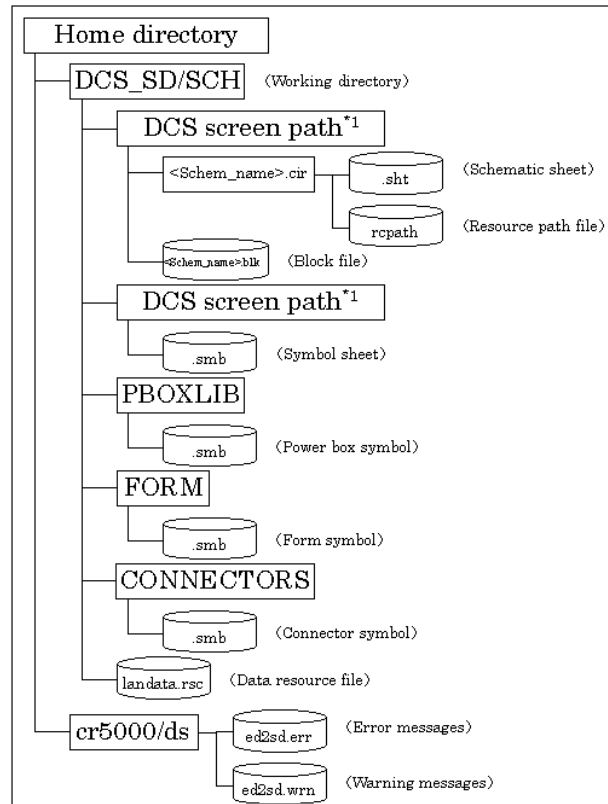 Home directory
DCS_SD/SCH (Working directory)
DCS screen path*1
<Schem_name>.cir .sht (Schematic sheet)
rcpath (Resource path file)
<Schem_name>.blk (Block file)
DCS screen path*1
.smb (Symbol sheet)
PBOXLIB
.smb (Power box symbol)
FORM
.smb (Form symbol)
CONNECTORS
.smb (Connector symbol)
landata.rsc (Data resource file)
cr5000/ds ed2sd.err (Error messages)
ed2sd.wrn (Warning messages)